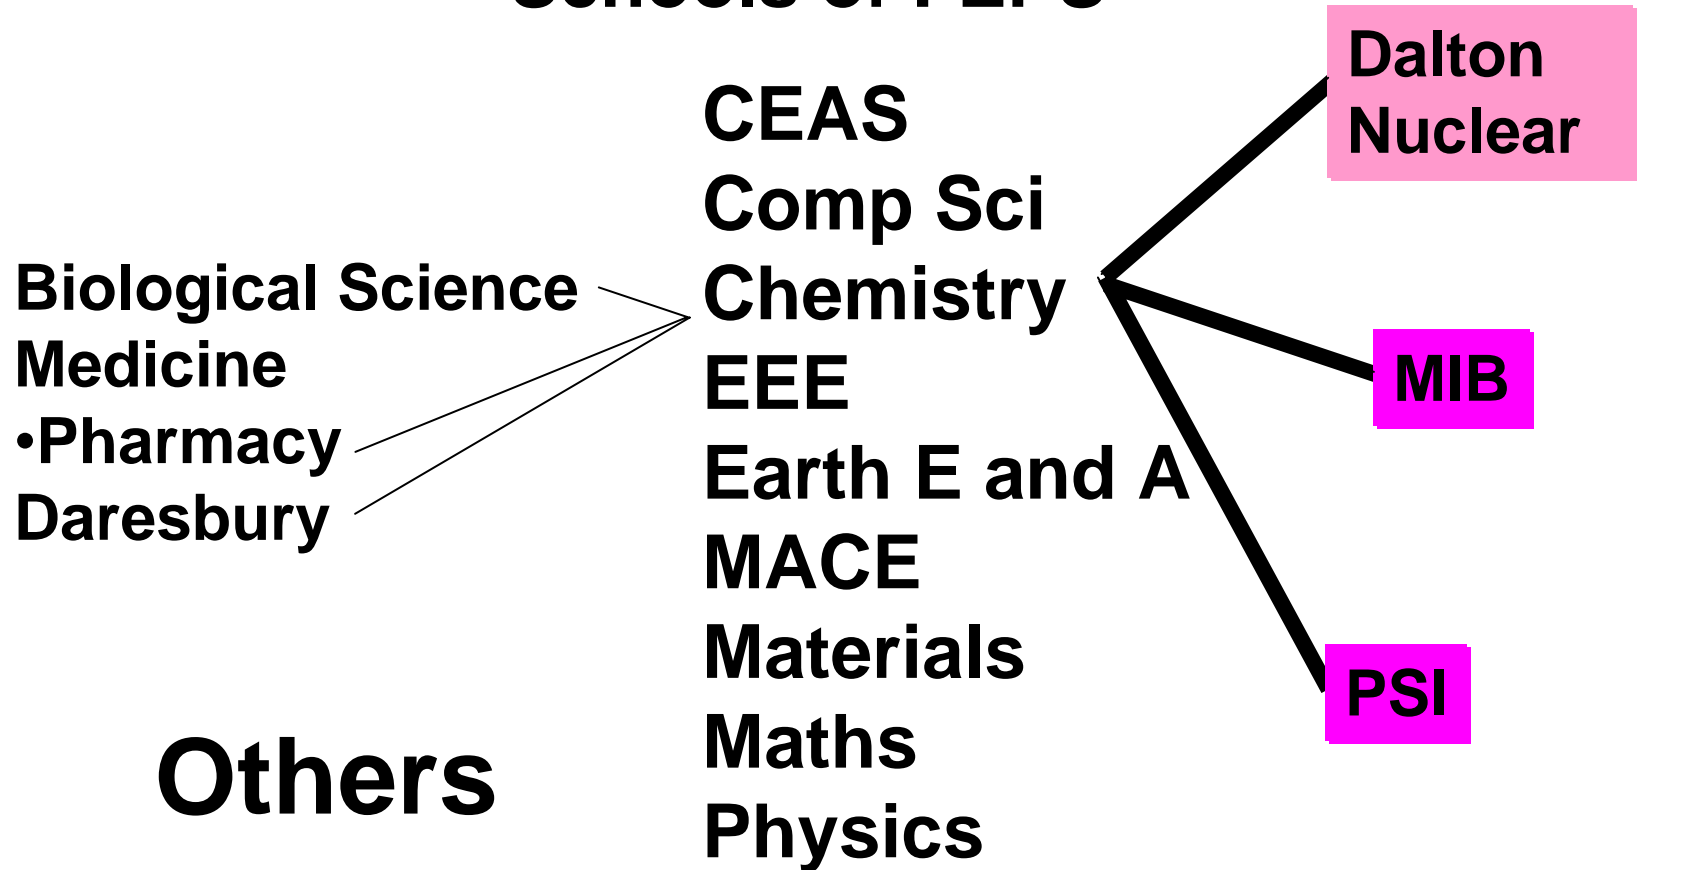 CEAS
Comp Sci
Chemistry
EEE
Earth E and A
MACE
Materials
Maths
Physics
Biological Science
Medicine
•Pharmacy
Daresbury
Others
Dalton
Nuclear
MIB
PSI